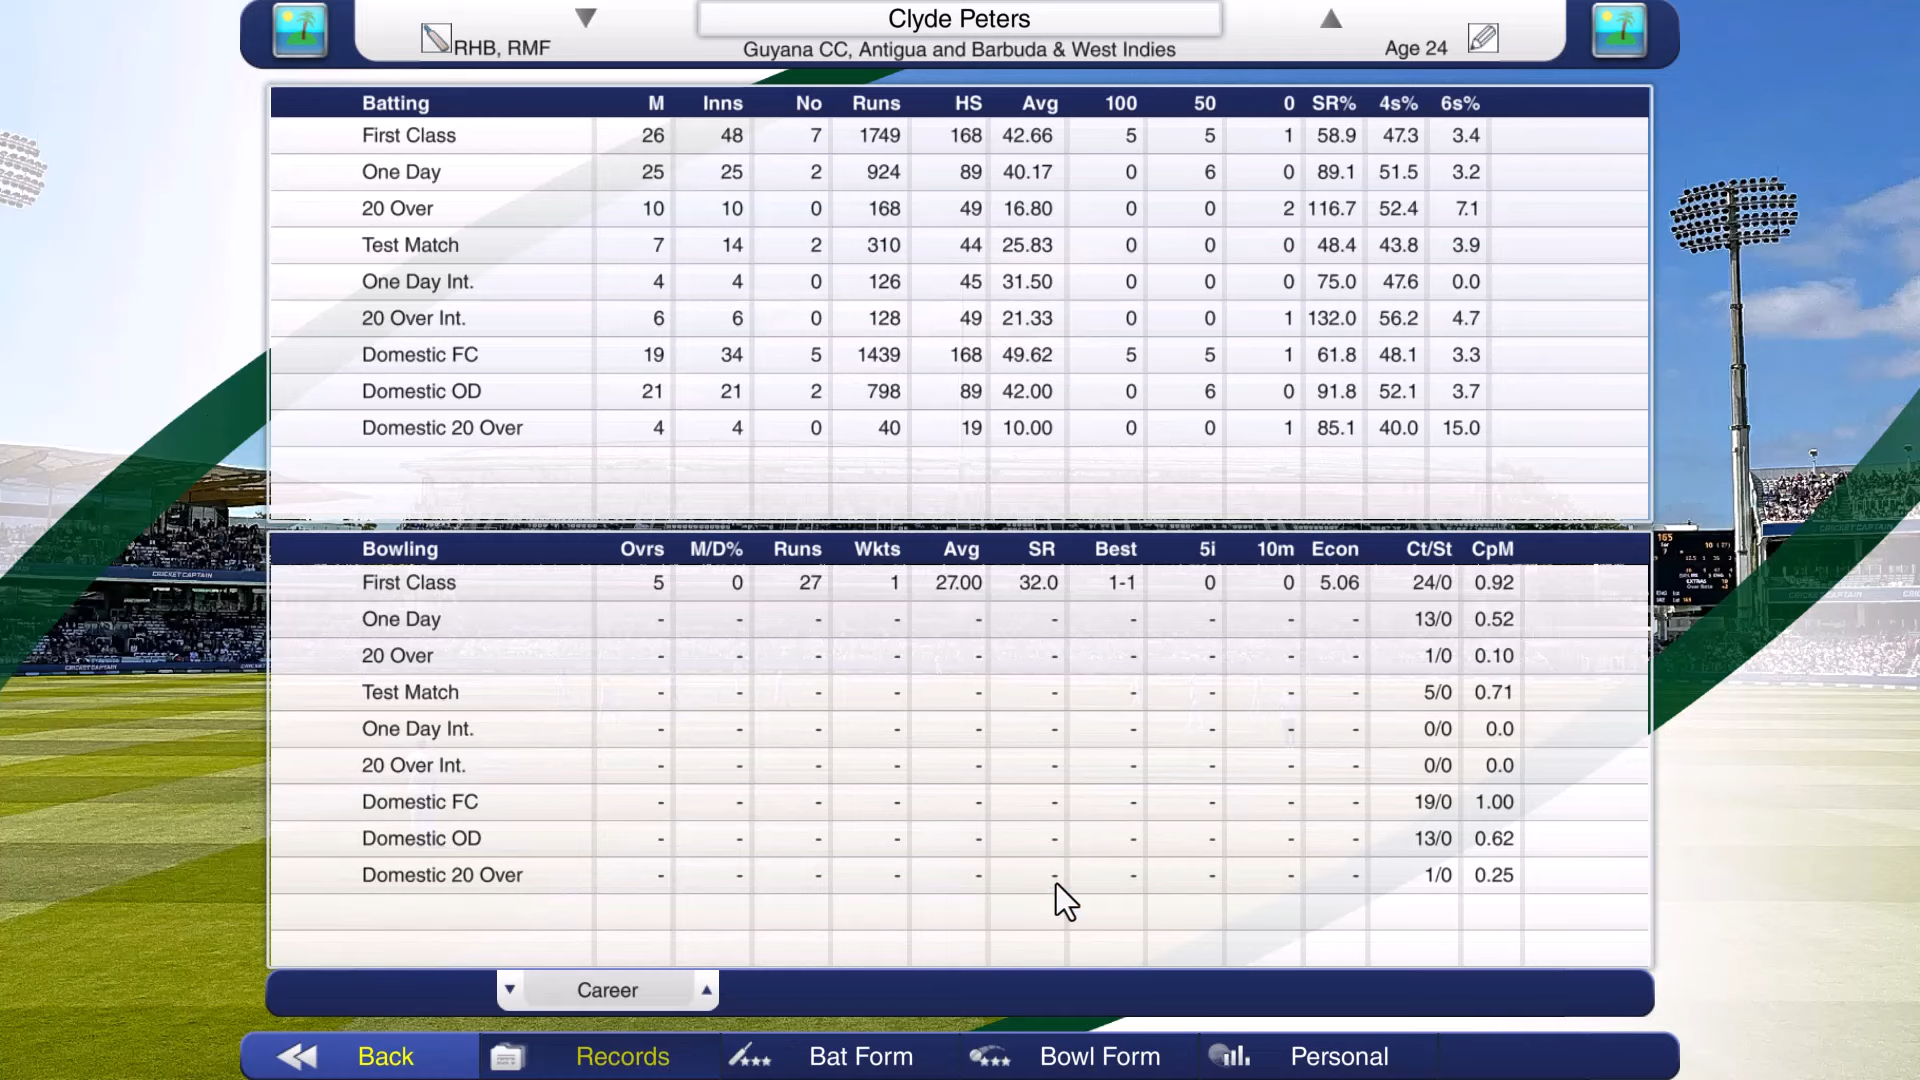 Clyde Peters
RHB, RMF
Guyana CC, Antigua and Barbuda & West Indies
Age 24
Batting M Inns No Runs HS Avg 100 50 0 SR% 4s% 6s%
First Class 26 48 7 1749 168 42.66 5 5 1 58.9 47.3 3.4
One Day 25 25 2 924 89 40.17 0 6 0 89.1 51.5 3.2
20 Over 10 10 0 168 49 16.80 0 0 2 116.7 52.4 7.1
Test Match 7 14 2 310 44 25.83 0 0 0 48.4 43.8 3.9
One Day Int. 4 4 0 126 45 31.50 0 0 0 75.0 47.6 0.0
20 Over Int. 6 6 0 128 49 21.33 0 0 1 132.0 56.2 4.7
Domestic FC 19 34 5 1439 168 49.62 5 5 1 61.8 48.1 3.3
Domestic OD 21 21 2 798 89 42.00 0 6 0 91.8 52.1 3.7
Domestic 20 Over 4 4 0 40 19 10.00 0 0 1 85.1 40.0 15.0
Bowling Ovrs M/D% Runs Wkts Avg SR Best 5i 10m Econ Ct/St CpM
First Class 5 0 27 1 27.00 32.0 1-1 0 0 5.06 24/0 0.92
One Day - - - - - - - - - - 13/0 0.52
20 Over - - - - - - - - - - 1/0 0.10
Test Match - - - - - - - - - - 5/0 0.71
One Day Int. - - - - - - - - - - 0/0 0.0
20 Over Int. - - - - - - - - - - 0/0 0.0
Domestic FC - - - - - - - - - - 19/0 1.00
Domestic OD - - - - - - - - - - 13/0 0.62
Domestic 20 Over - - - - - - - - - - 1/0 0.25
CRICKET CAPTAIN
CRICKET CAPTAIN
CRICKET CAPTAIN
CRICKET CAPTAIN
165
EXTRAS
Career
Back
Records
Bat Form
Bowl Form
Personal